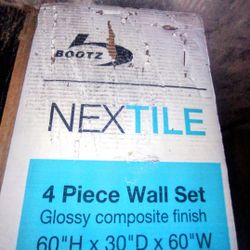 BOOTZ
NEXTILE
4 Piece Wall Set
Glossy composite finish
60"H x 30"D x 60"W